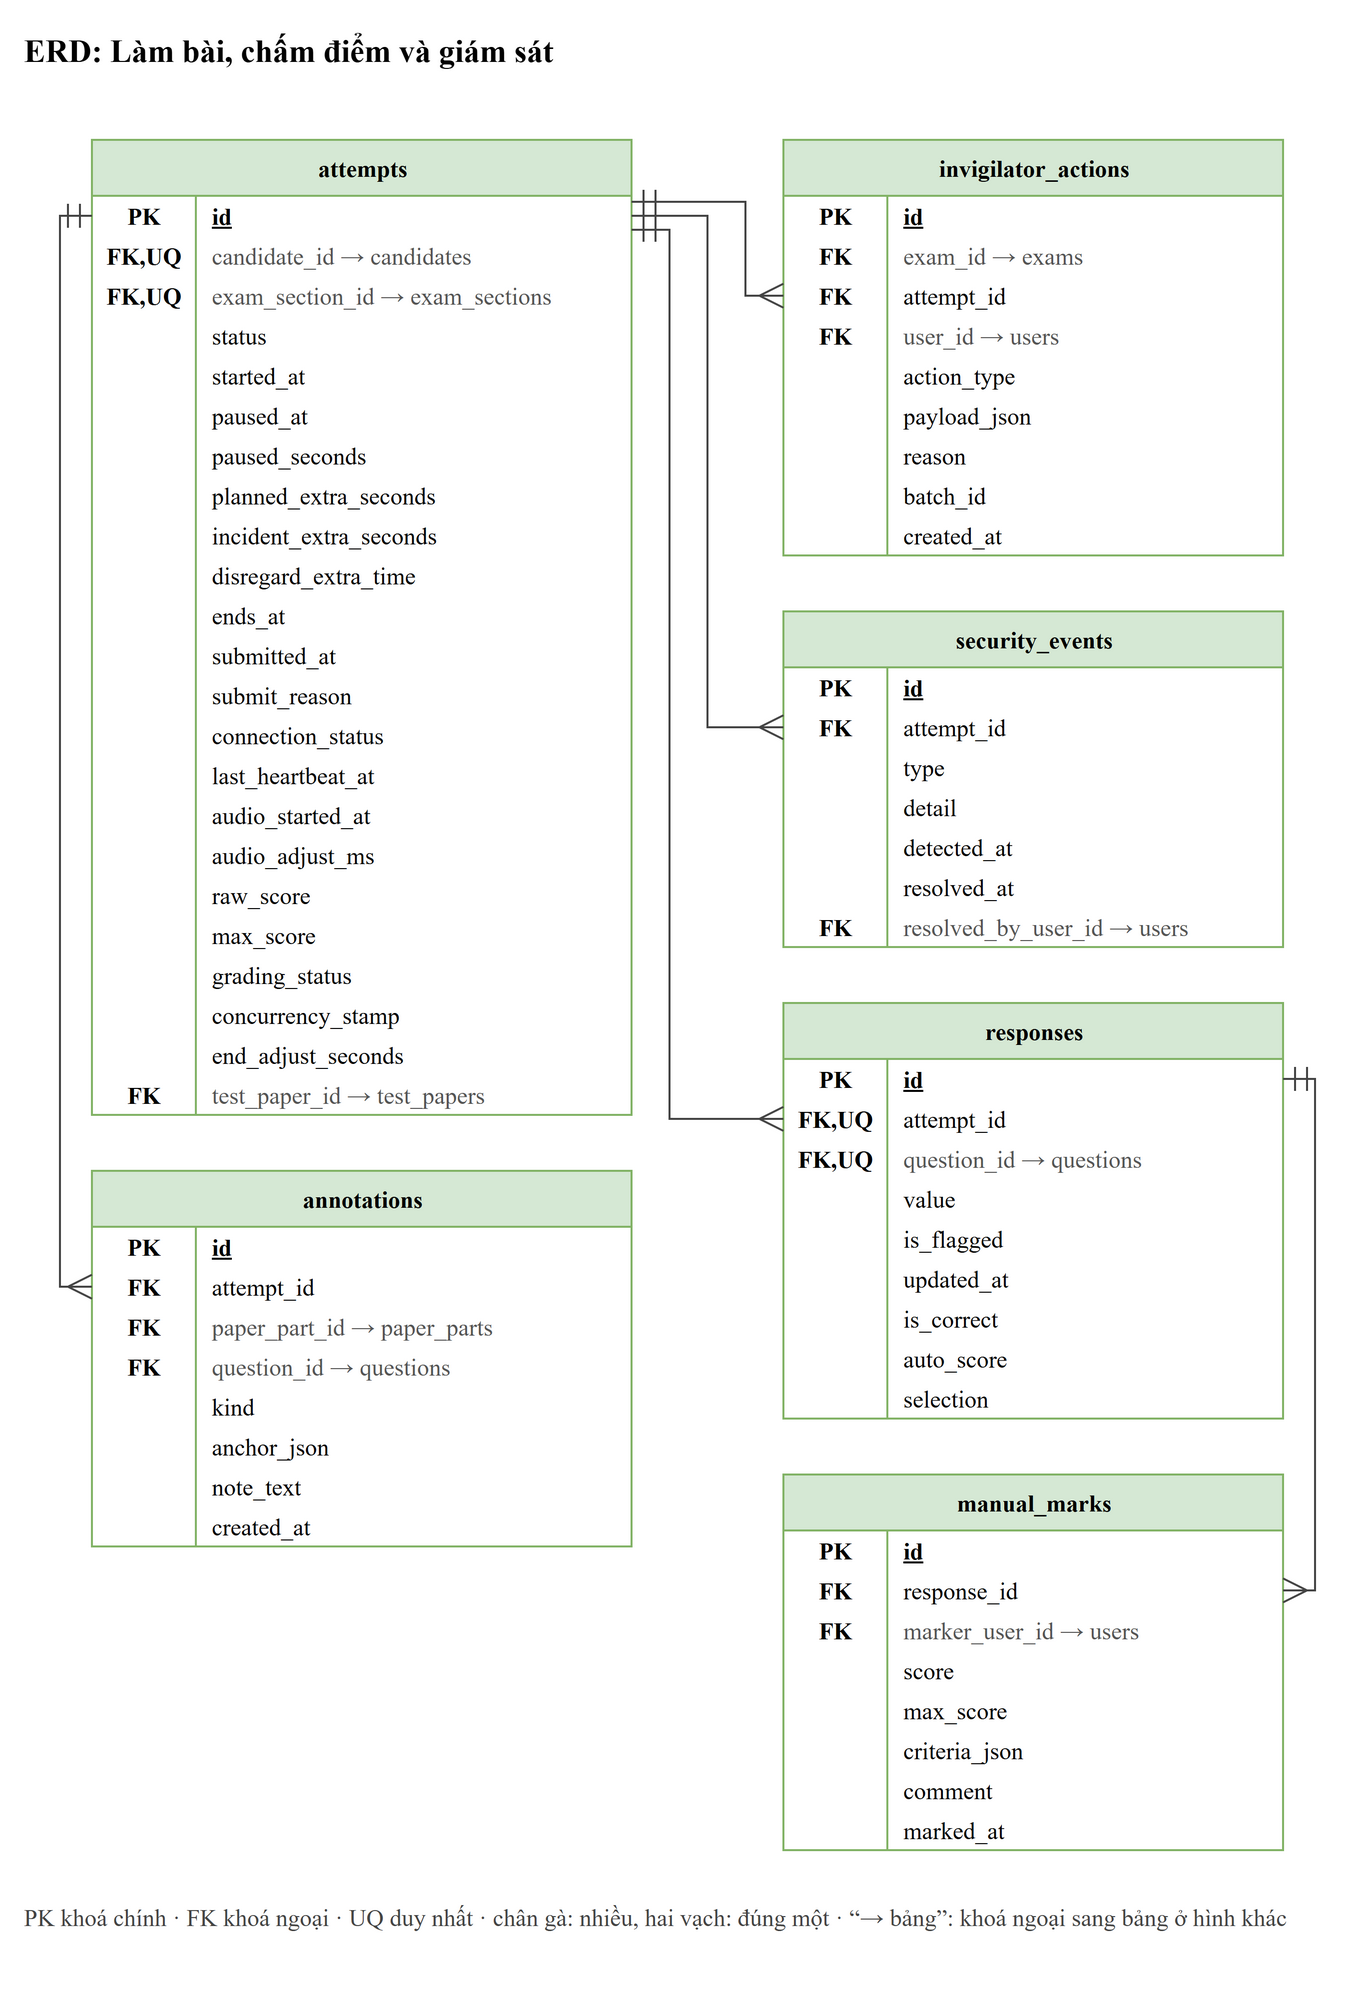 ERD: Làm bài, chấm điểm và giám sát
attempts
PK id
FK,UQ candidate_id → candidates
FK,UQ exam_section_id → exam_sections
status
started_at
paused_at
paused_seconds
planned_extra_seconds
incident_extra_seconds
disregard_extra_time
ends_at
submitted_at
submit_reason
connection_status
last_heartbeat_at
audio_started_at
audio_adjust_ms
raw_score
max_score
grading_status
concurrency_stamp
end_adjust_seconds
FK test_paper_id → test_papers
annotations
PK id
FK attempt_id
FK paper_part_id → paper_parts
FK question_id → questions
kind
anchor_json
note_text
created_at
invigilator_actions
PK id
FK exam_id → exams
FK attempt_id
FK user_id → users
action_type
payload_json
reason
batch_id
created_at
security_events
PK id
FK attempt_id
type
detail
detected_at
resolved_at
FK resolved_by_user_id → users
responses
PK id
FK,UQ attempt_id
FK,UQ question_id → questions
value
is_flagged
updated_at
is_correct
auto_score
selection
manual_marks
PK id
FK response_id
FK marker_user_id → users
score
max_score
criteria_json
comment
marked_at
PK khoá chính · FK khoá ngoại · UQ duy nhất · chân gà: nhiều, hai vạch: đúng một · “→ bảng”: khoá ngoại sang bảng ở hình khác